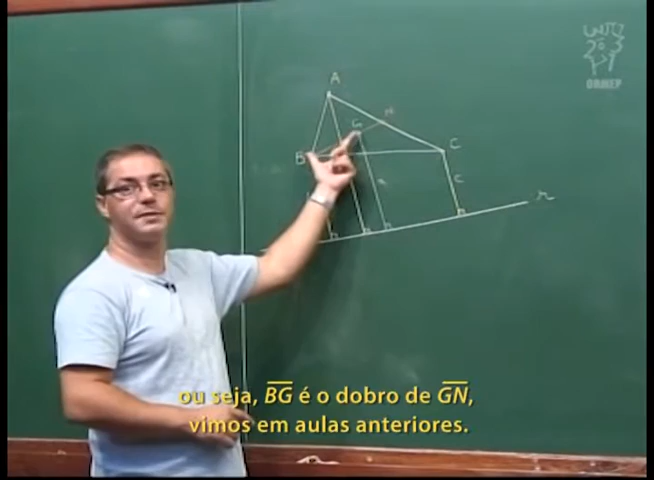 OBMEP
A
N
G
B
C
c
r
ou seja, BG é o dobro de GN,
vimos em aulas anteriores.